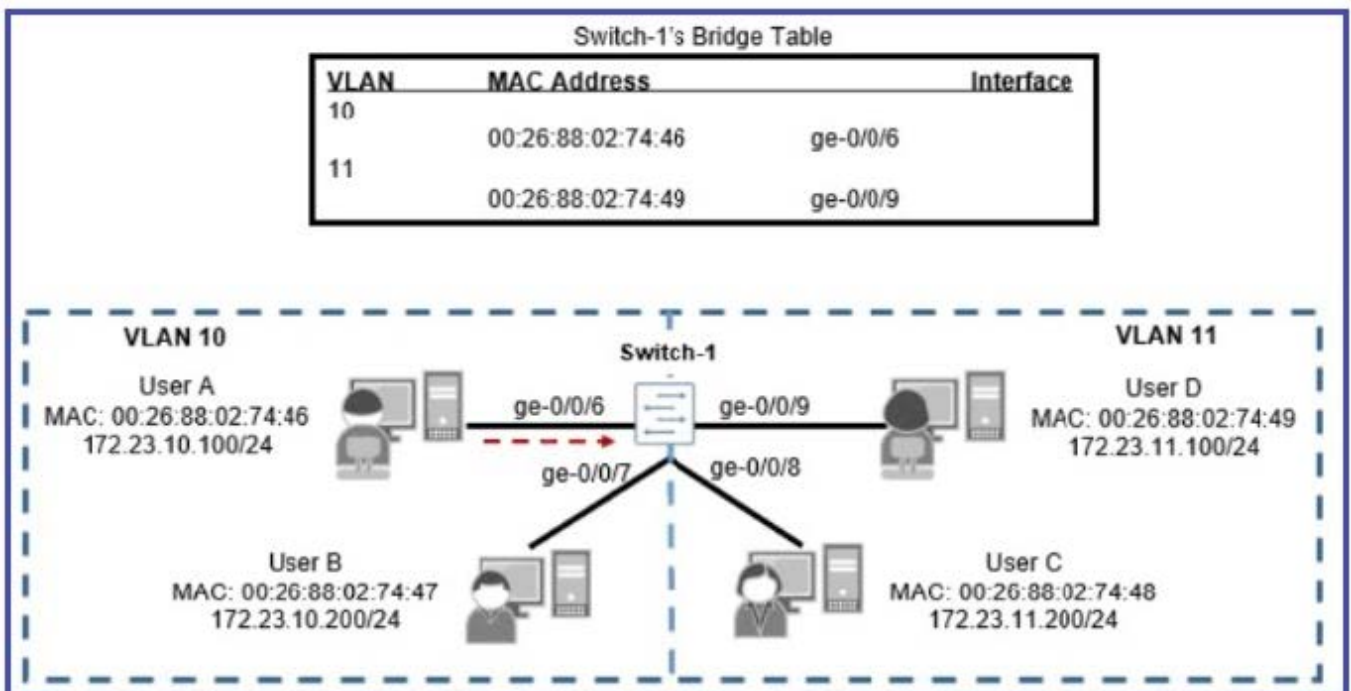 Switch-1's Bridge Table
VLAN MAC Address Interface
10
00:26:88:02:74:46 ge-0/0/6
11
00:26:88:02:74:49 ge-0/0/9
VLAN 10
Switch-1
VLAN 11
User A
MAC: 00:26:88:02:74:46
172.23.10.100/24
ge-0/0/6
ge-0/0/9
User D
MAC: 00:26:88:02:74:49
172.23.11.100/24
ge-0/0/7
ge-0/0/8
User B
MAC: 00:26:88:02:74:47
172.23.10.200/24
User C
MAC: 00:26:88:02:74:48
172.23.11.200/24